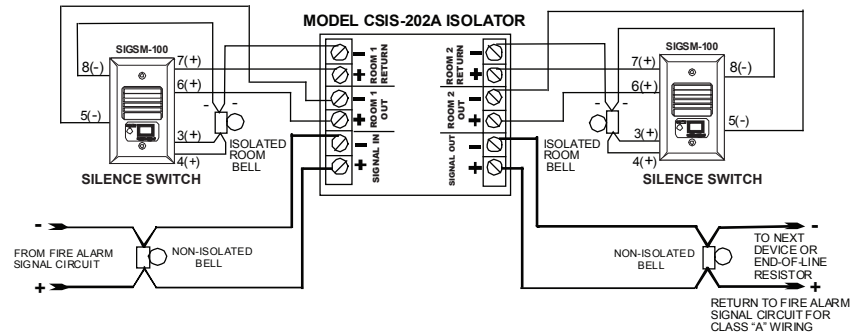 MODEL CSIS-202A ISOLATOR
SIGSM-100
8(-)
7(+)
6(+)
5(-)
3(+)
4(+)
- -
ISOLATED
ROOM
BELL
SILENCE SWITCH
- ROOM 1
+ RETURN
- ROOM 1
+ OUT
- SIGNAL IN
+
ROOM 2 -
RETURN +
ROOM 2 -
OUT +
SIGNAL OUT -
+
SIGSM-100
7(+)
8(-)
6(+)
5(-)
3(+)
4(+)
- -
ISOLATED
ROOM
BELL
SILENCE SWITCH
-
FROM FIRE ALARM
SIGNAL CIRCUIT
+
NON-ISOLATED
BELL
NON-ISOLATED
BELL
-
TO NEXT
DEVICE OR
END-OF-LINE
RESISTOR
+
RETURN TO FIRE ALARM
SIGNAL CIRCUIT FOR
CLASS "A" WIRING